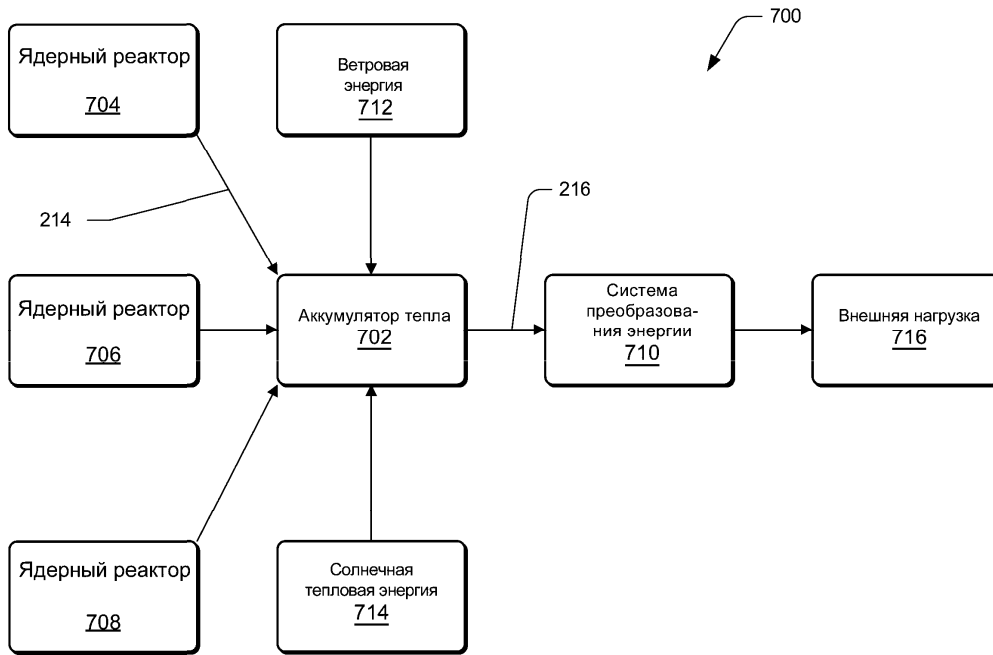 700
Ядерный реактор
704
Ветровая
энергия
712
214
216
Ядерный реактор
706
Аккумулятор тепла
702
Система
преобразова-
ния энергии
710
Внешняя нагрузка
716
Ядерный реактор
708
Солнечная
тепловая энергия
714